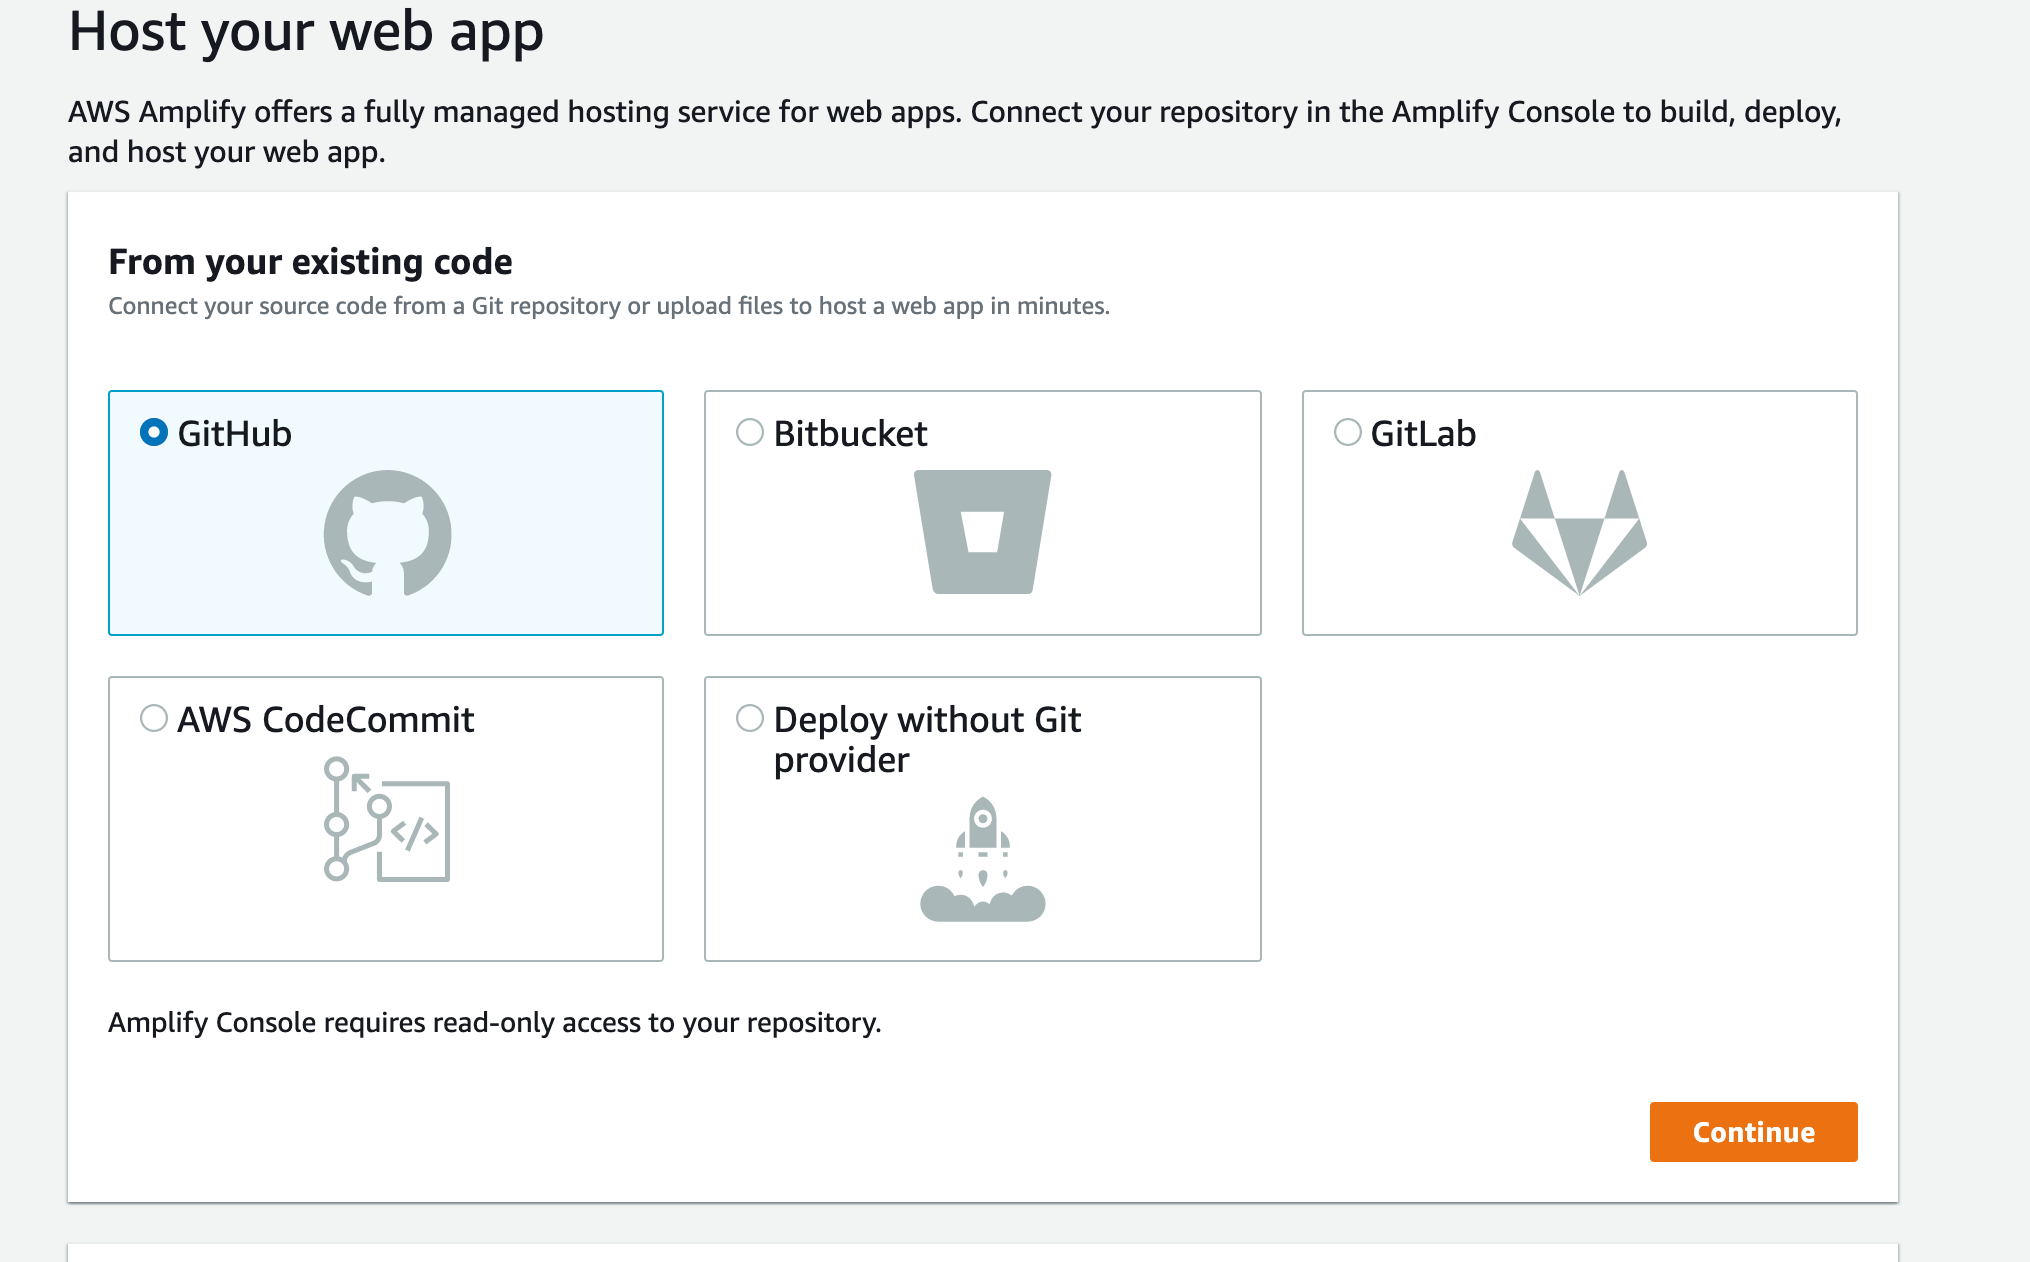 Host your web app
AWS Amplify offers a fully managed hosting service for web apps. Connect your repository in the Amplify Console to build, deploy,
and host your web app.
From your existing code
Connect your source code from a Git repository or upload files to host a web app in minutes.
GitHub
Bitbucket
GitLab
AWS CodeCommit
Deploy without Git
provider
</>
Amplify Console requires read-only access to your repository.
Continue